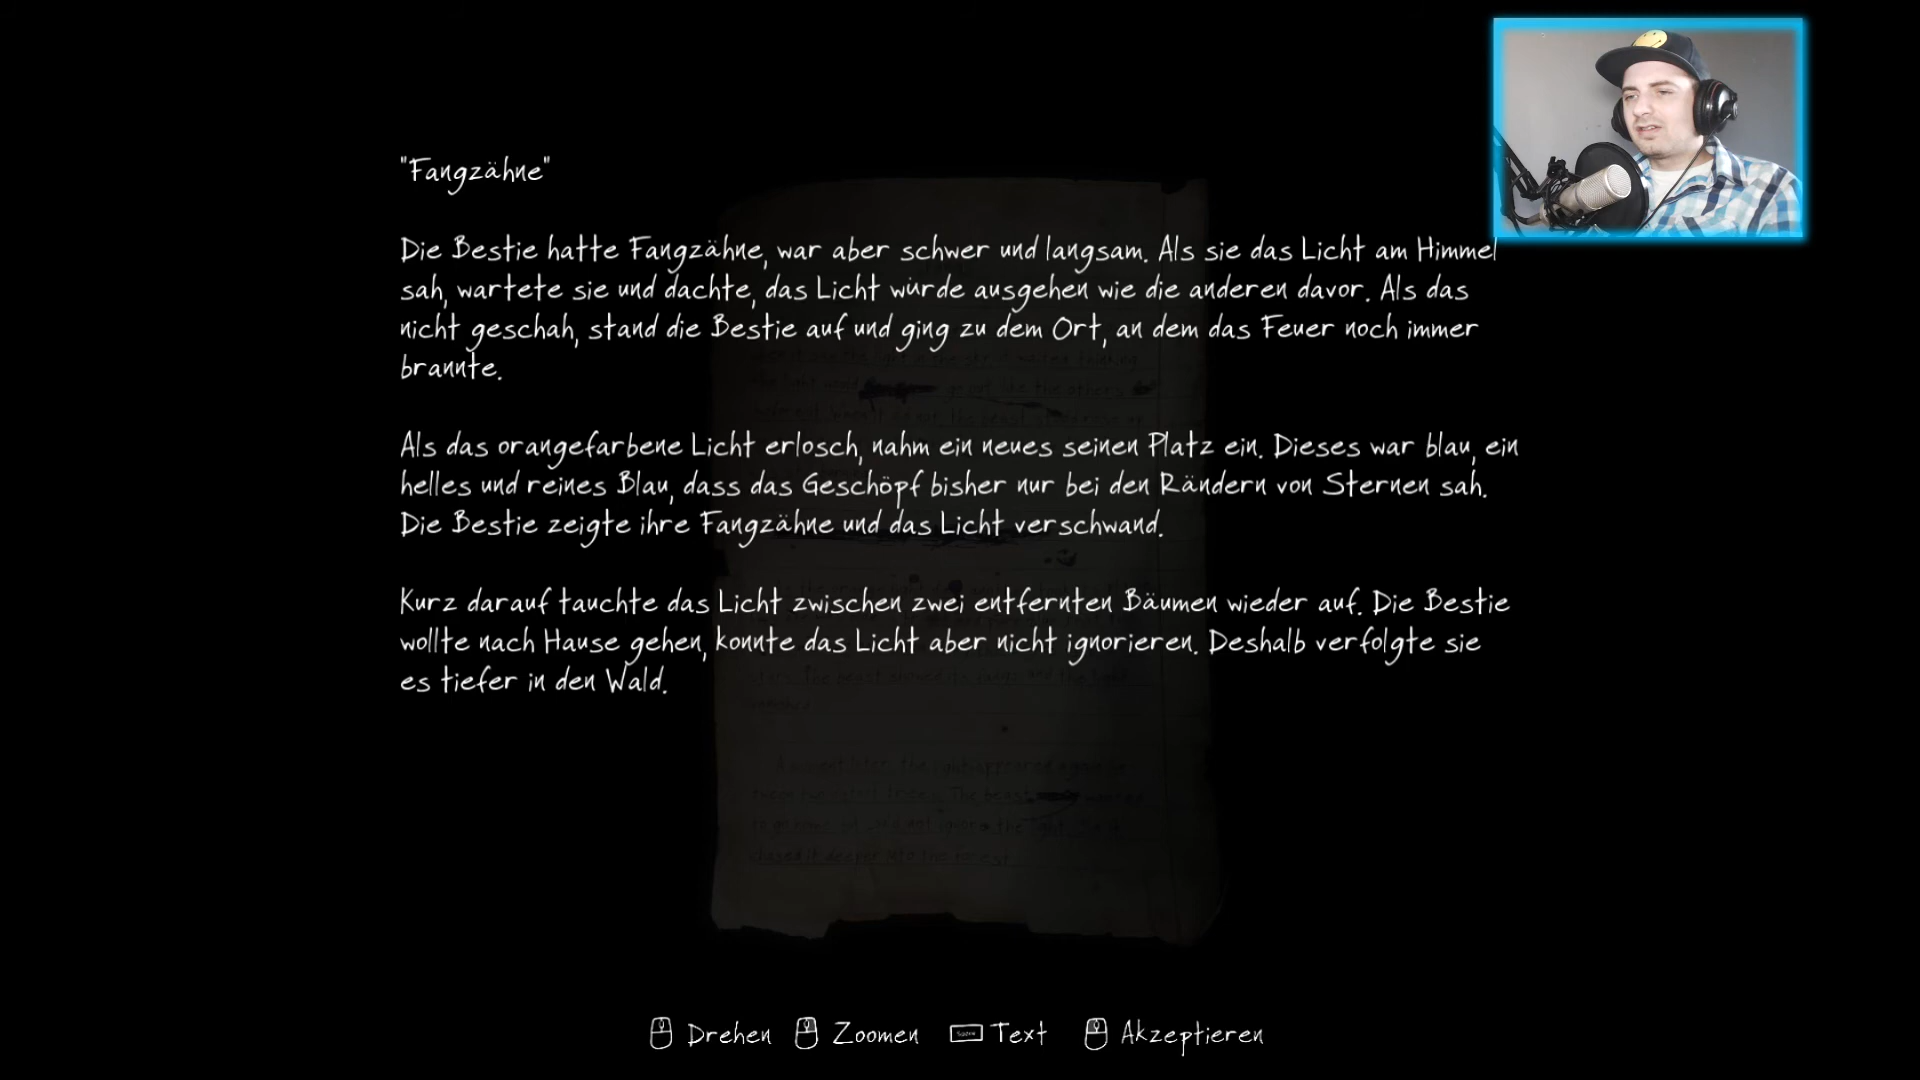 "Fangzähne"
Die Bestie hatte Fangzähne, war aber schwer und langsam. Als sie das Licht am Himmel
sah, wartete sie und dachte, das Licht würde ausgehen wie die anderen davor. Als das
nicht geschah, stand die Bestie auf und ging zu dem Ort, an dem das Feuer noch immer
brannte.
Als das orangefarbene Licht erlosch, nahm ein neues seinen Platz ein. Dieses war blau, ein
helles und reines Blau, dass das Geschöpf bisher nur bei den Rändern von Sternen sah.
Die Bestie zeigte ihre Fangzähne und das Licht verschwand.
Kurz darauf tauchte das Licht zwischen zwei entfernten Bäumen wieder auf. Die Bestie
wollte nach Hause gehen, konnte das Licht aber nicht ignorieren. Deshalb verfolgte sie
es tiefer in den Wald.
Drehen Zoomen Text Akzeptieren